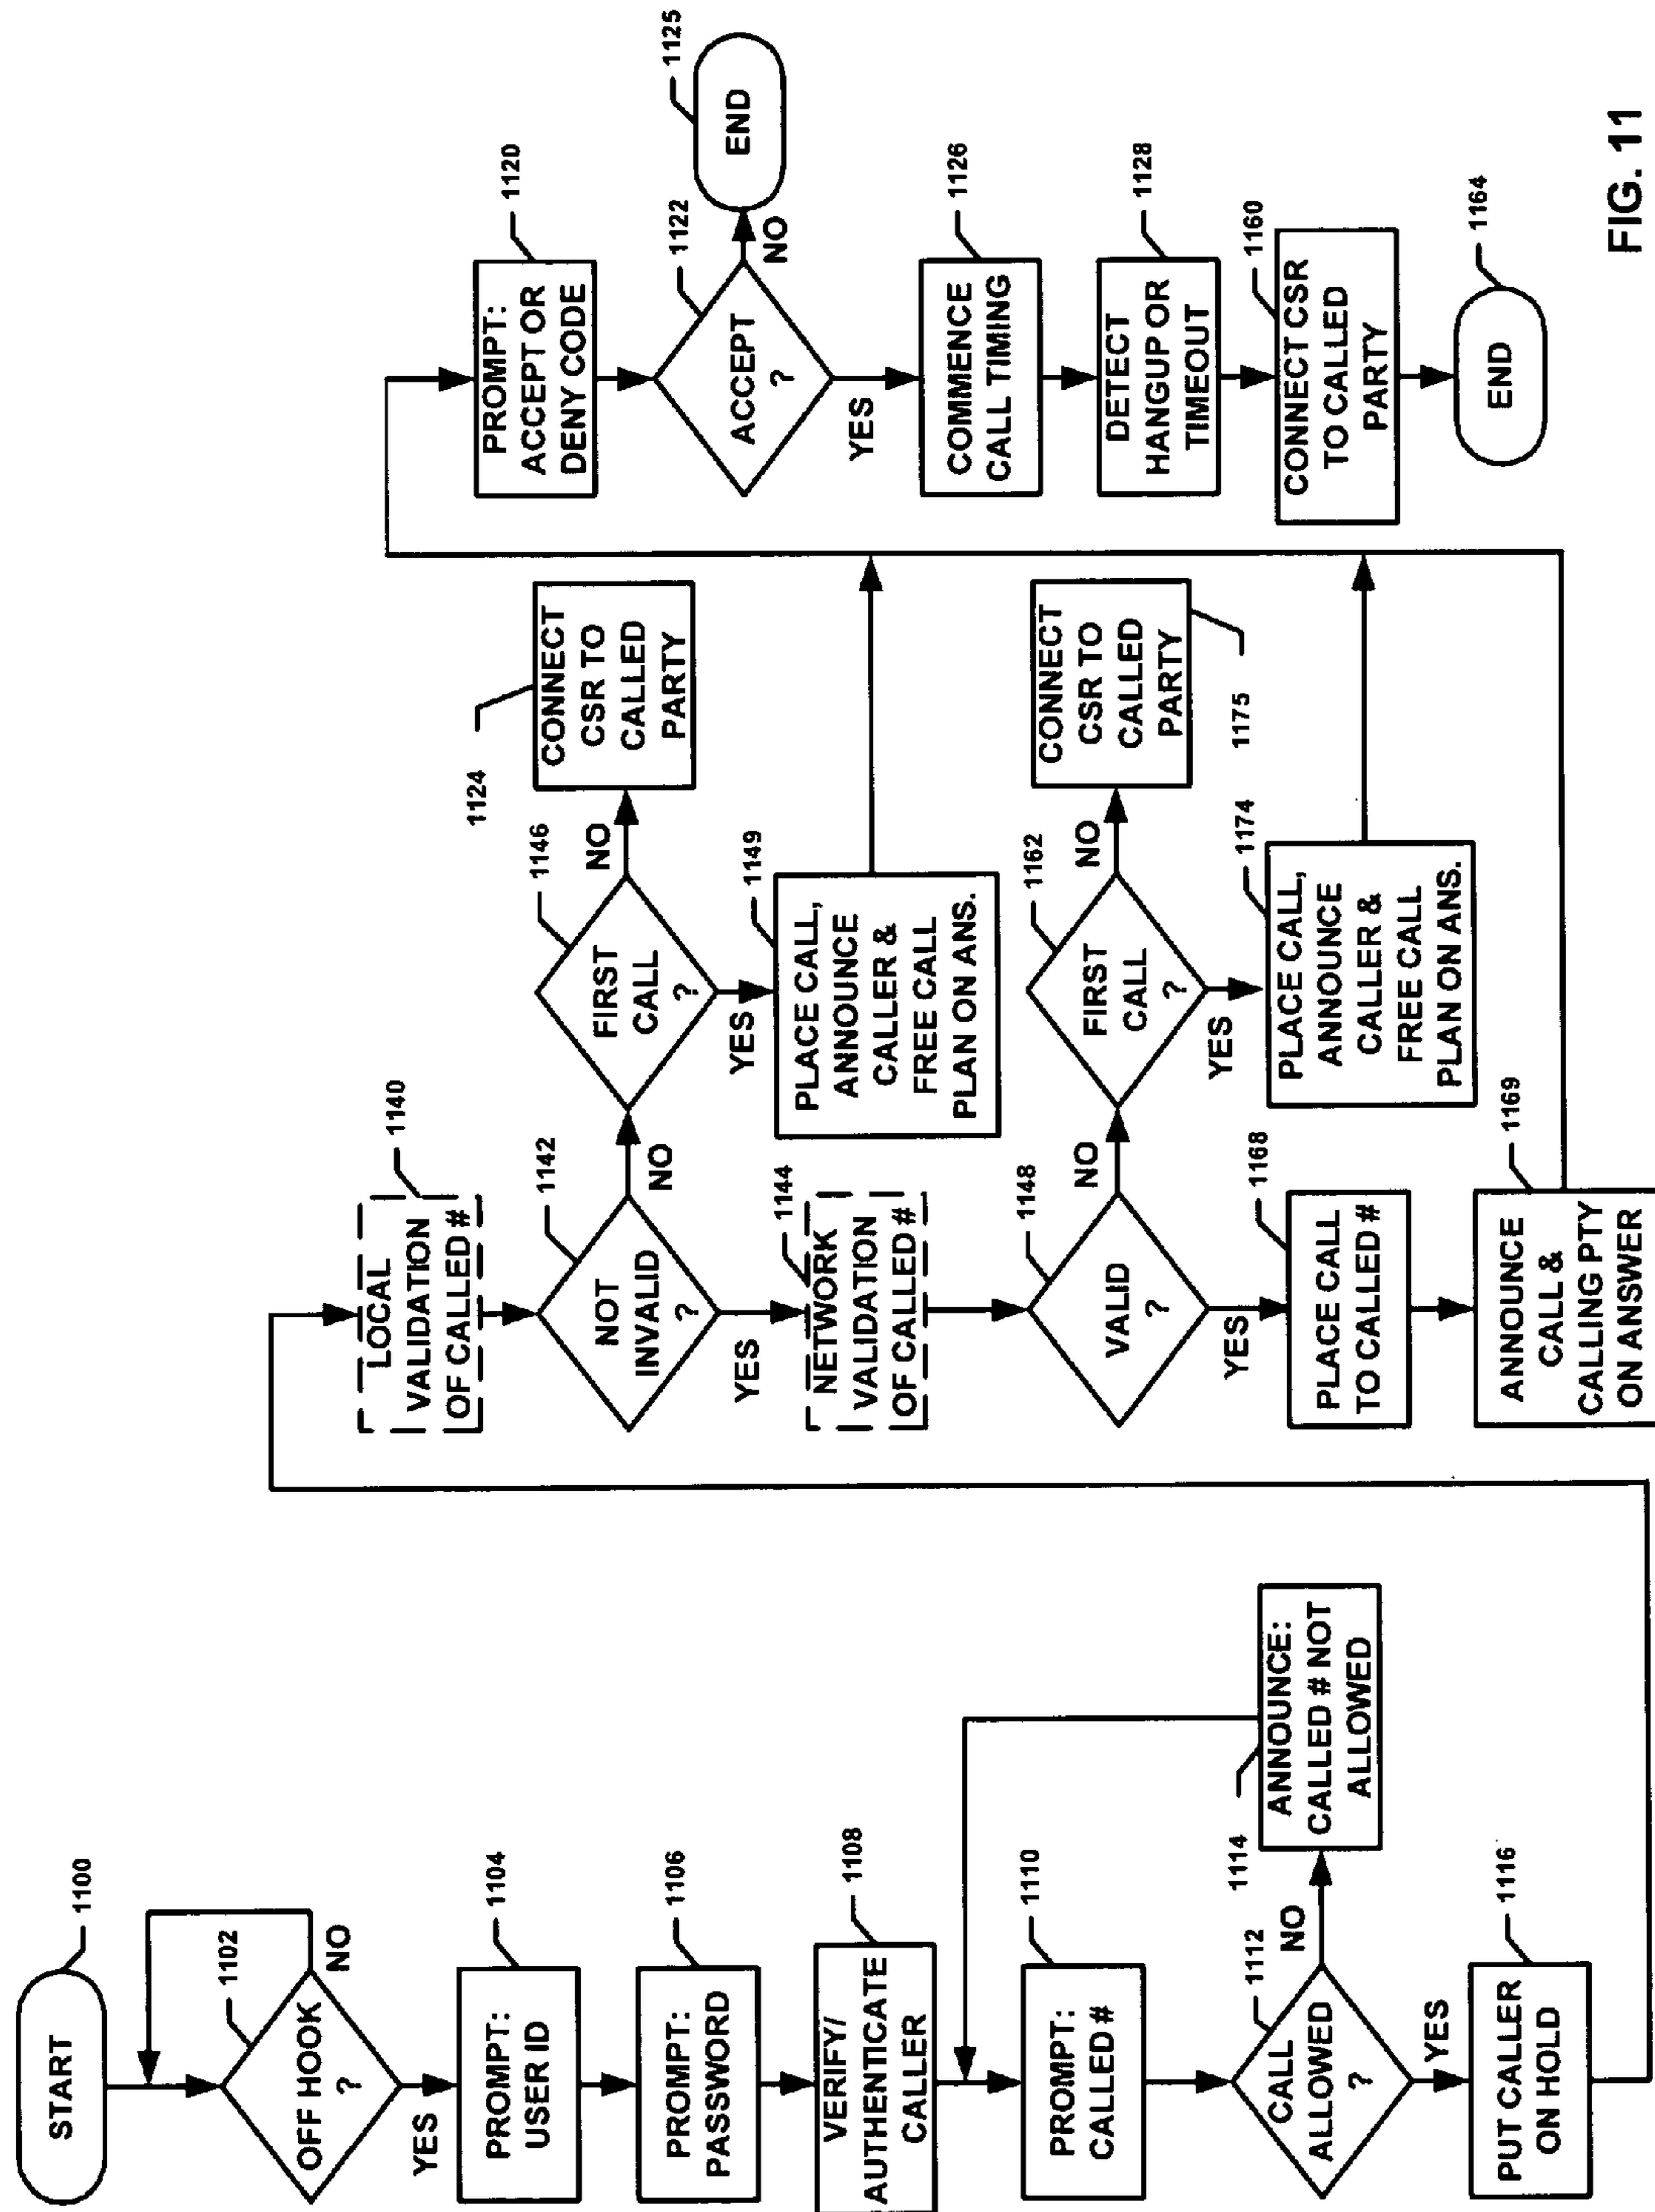 START
1100
OFF HOOK
?
1102
NO
YES
PROMPT:
USER ID
1104
PROMPT:
PASSWORD
1106
VERIFY/
AUTHENTICATE
CALLER
1108
PROMPT:
CALLED #
1110
CALL
ALLOWED
?
1112
NO
1114
ANNOUNCE:
CALLED # NOT
ALLOWED
YES
PUT CALLER
ON HOLD
1116
LOCAL
VALIDATION
OF CALLED #
1140
NOT
INVALID
?
1142
NO
YES
FIRST
CALL
?
1146
NO
1124
CONNECT
CSR TO
CALLED
PARTY
YES
PLACE CALL,
ANNOUNCE
CALLER &
FREE CALL
PLAN ON ANS.
1149
NETWORK
VALIDATION
OF CALLED #
1144
VALID
?
1148
NO
YES
FIRST
CALL
?
1162
NO
CONNECT
CSR TO
CALLED
PARTY
1175
YES
PLACE CALL,
ANNOUNCE
CALLER &
FREE CALL
PLAN ON ANS.
1174
PLACE CALL
TO CALLED #
1168
ANNOUNCE
CALL &
CALLING PTY
ON ANSWER
1169
PROMPT:
ACCEPT OR
DENY CODE
1120
ACCEPT
?
1122
NO
END
1125
YES
COMMENCE
CALL TIMING
1126
DETECT
HANGUP OR
TIMEOUT
1128
CONNECT CSR
TO CALLED
PARTY
1160
END
1164
FIG. 11